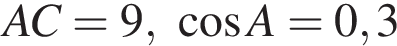 AC = 9, cos A = 0,3